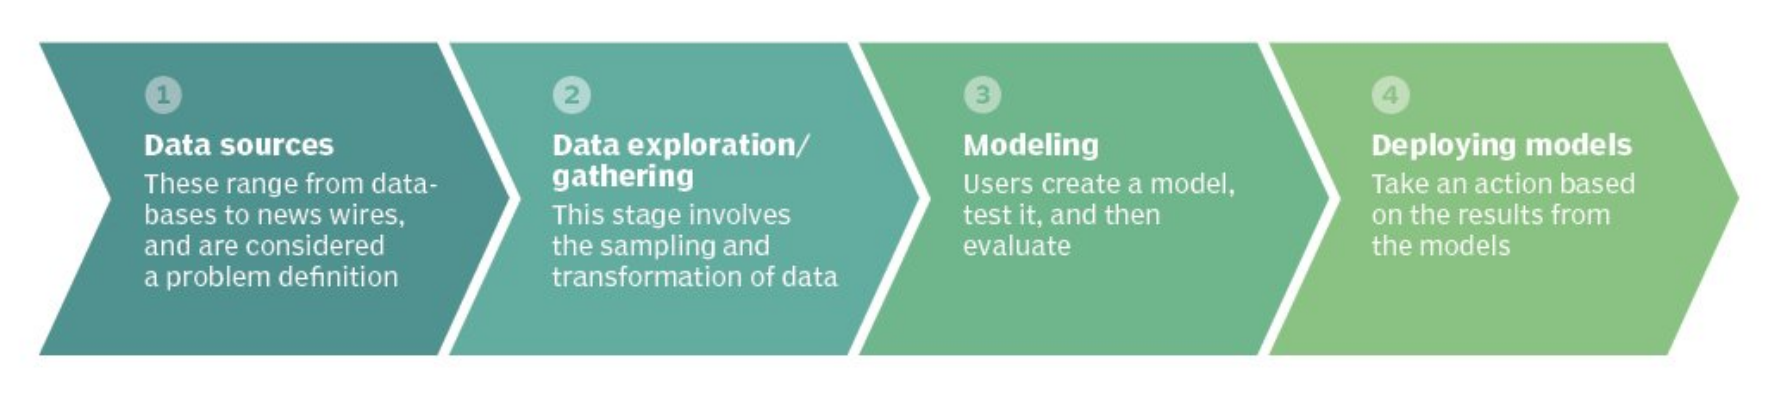 1
Data sources
These range from data-
bases to news wires,
and are considered
a problem definition
2
Data exploration/
gathering
This stage involves
the sampling and
transformation of data
3
Modeling
Users create a model,
test it, and then
evaluate
4
Deploying models
Take an action based
on the results from
the models